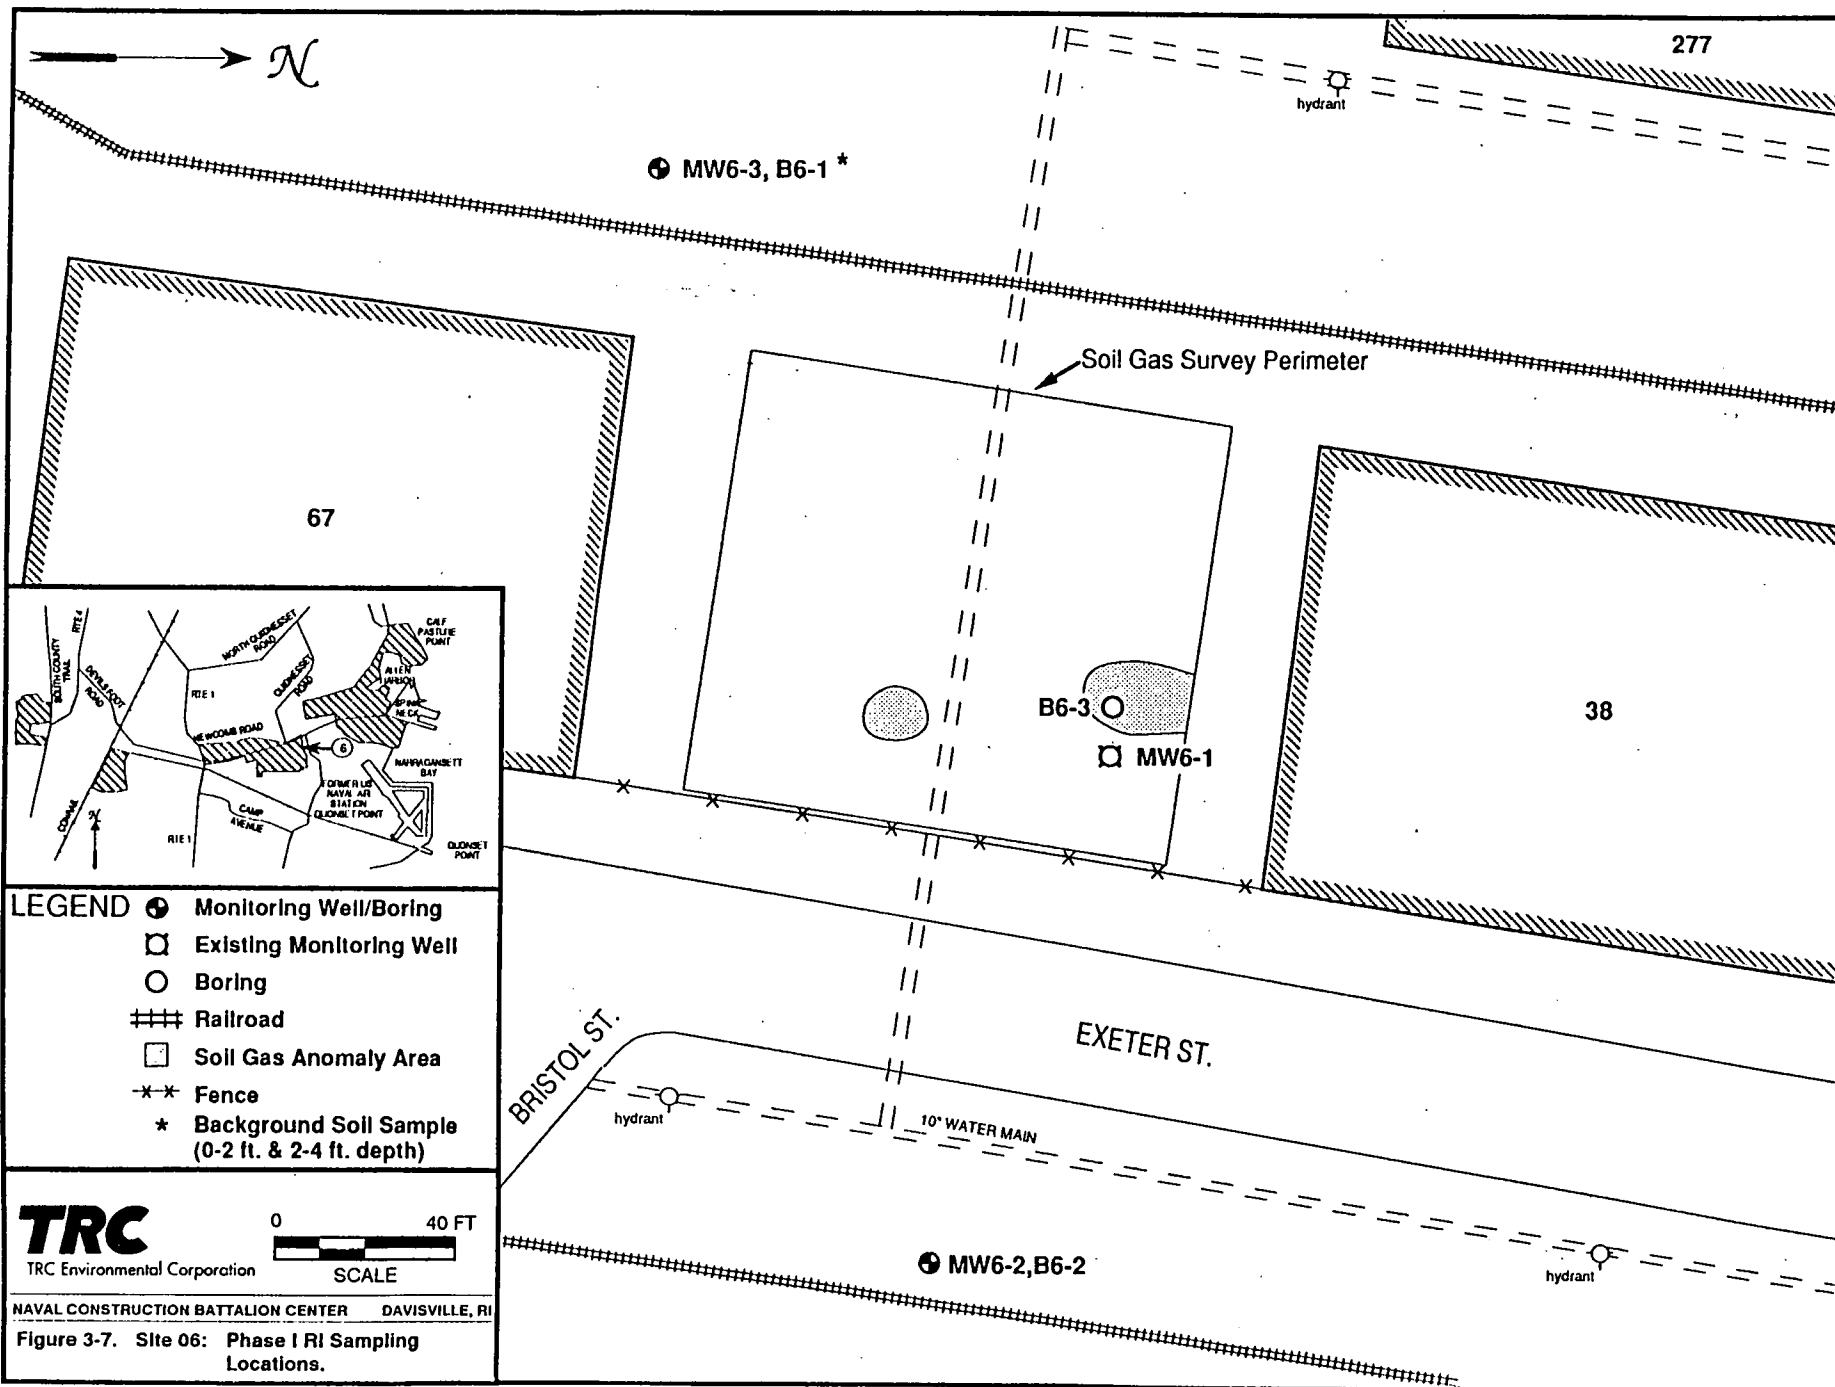 N
277
hydrant
MW6-3, B6-1 *
Soil Gas Survey Perimeter
67
B6-3
MW6-1
38
SOUTH COUNTY
TRAIL
RTE 4
DEVILS FOOT
ROAD
NORTH QUIDNESSET
ROAD
QUIDNESSET
ROAD
RTE 1
NEWCOMB ROAD
CALF
PASTURE
POINT
ALLEN
HARBOR
SPINK
NECK
6
NARRAGANSETT
BAY
FORMER US
NAVAL AIR
STATION
QUONSET POINT
CAMP
AVENUE
RTE 1
CONRAIL
N
QUONSET
POINT
LEGEND
Monitoring Well/Boring
Existing Monitoring Well
Boring
Railroad
Soil Gas Anomaly Area
Fence
* Background Soil Sample
(0-2 ft. & 2-4 ft. depth)
BRISTOL ST.
EXETER ST.
hydrant
10" WATER MAIN
MW6-2,B6-2
hydrant
TRC
TRC Environmental Corporation
0 40 FT
SCALE
NAVAL CONSTRUCTION BATTALION CENTER DAVISVILLE, RI
Figure 3-7. Site 06: Phase I RI Sampling
Locations.